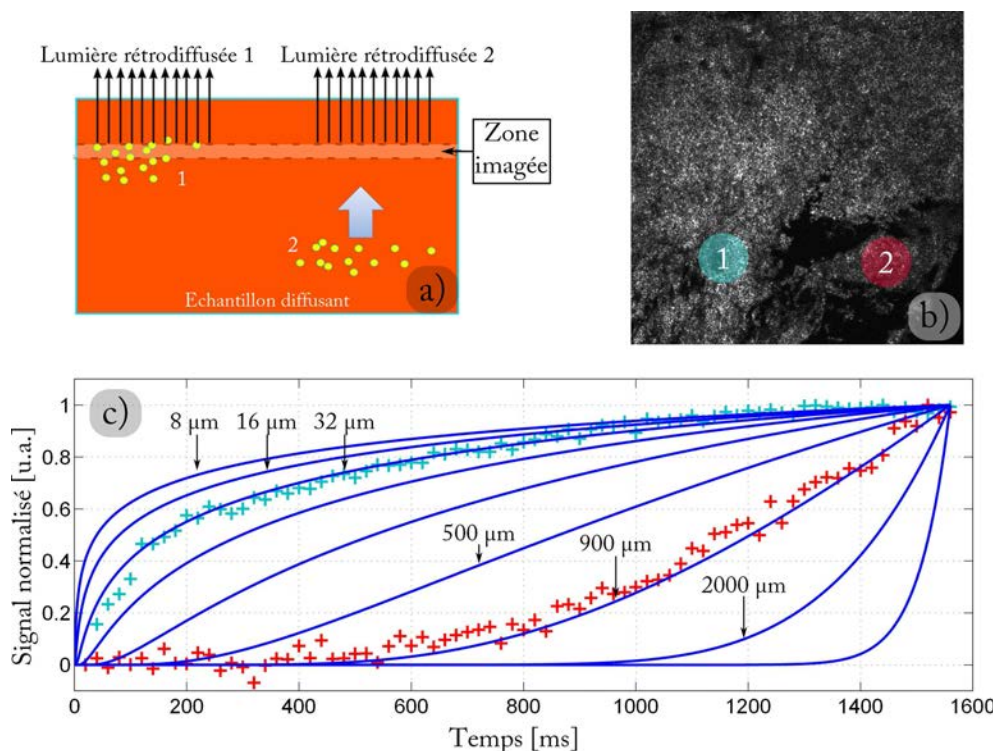 Lumière rétrodiffusée 1
Lumière rétrodiffusée 2
Zone
imagée
1
2
Echantillon diffusant
a)
1
2
b)
c)
8 µm
16 µm
32 µm
500 µm
900 µm
2000 µm
Signal normalisé [u.a.]
1
0.8
0.6
0.4
0.2
0
0
200
400
600
800
1000
1200
1400
1600
Temps [ms]